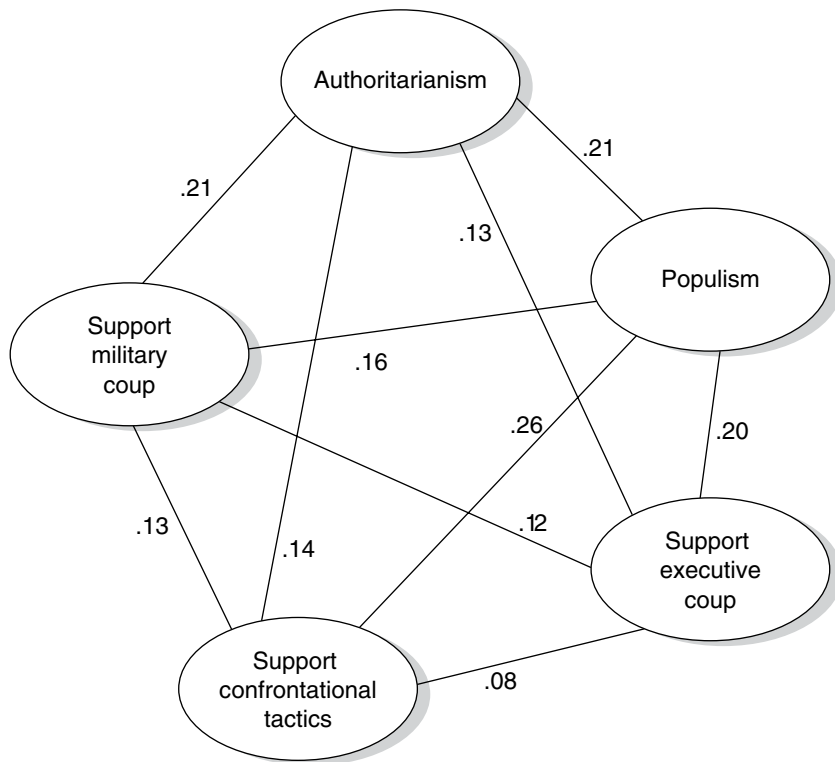 Authoritarianism
.21
.21
.13
Populism
Support
military
coup
.16
.26
.20
.13
.12
.14
Support
executive
coup
Support
confrontational
tactics
.08